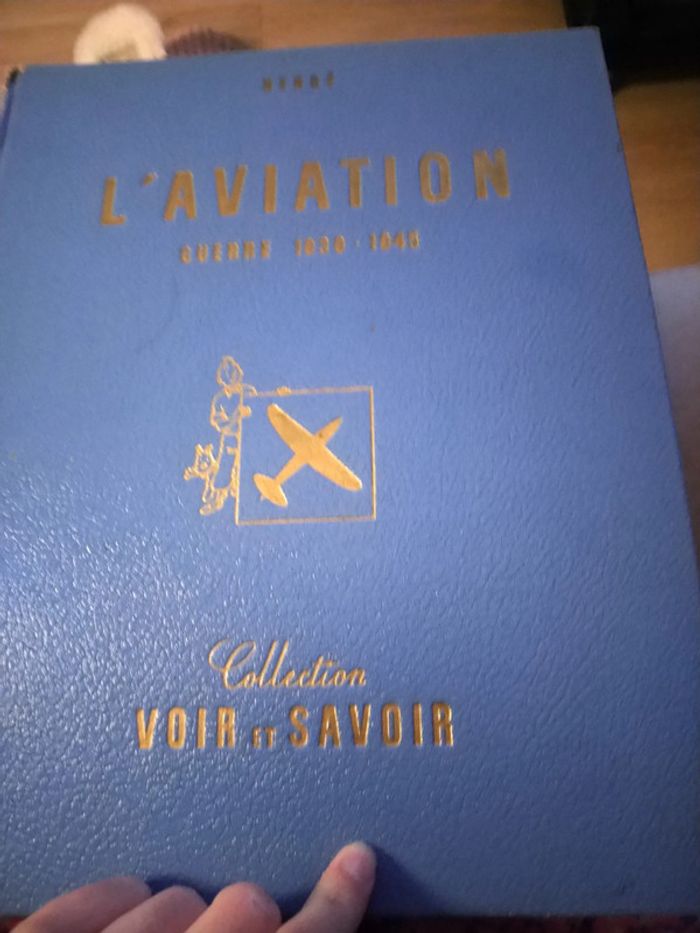 HERGÉ
L'AVIATION
GUERRE 1939-1945
Collection
VOIR ET SAVOIR